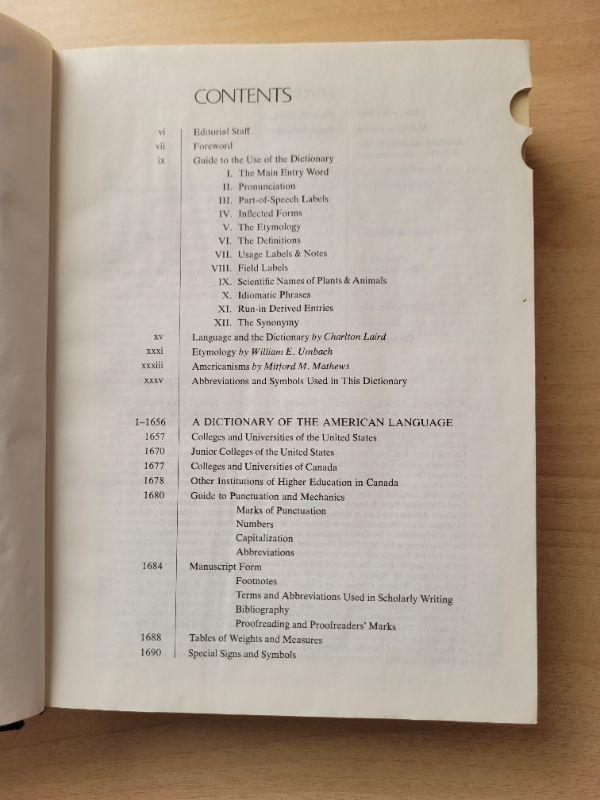 CONTENTS
vi Editorial Staff
vii Foreword
ix Guide to the Use of the Dictionary
I. The Main Entry Word
II. Pronunciation
III. Part-of-Speech Labels
IV. Inflected Forms
V. The Etymology
VI. The Definitions
VII. Usage Labels & Notes
VIII. Field Labels
IX. Scientific Names of Plants & Animals
X. Idiomatic Phrases
XI. Run-in Derived Entries
XII. The Synonymy
xv Language and the Dictionary by Charlton Laird
xxxi Etymology by William E. Umbach
xxxiii Americanisms by Mitford M. Mathews
xxxv Abbreviations and Symbols Used in This Dictionary
1–1656 A DICTIONARY OF THE AMERICAN LANGUAGE
1657 Colleges and Universities of the United States
1670 Junior Colleges of the United States
1677 Colleges and Universities of Canada
1678 Other Institutions of Higher Education in Canada
1680 Guide to Punctuation and Mechanics
Marks of Punctuation
Numbers
Capitalization
Abbreviations
1684 Manuscript Form
Footnotes
Terms and Abbreviations Used in Scholarly Writing
Bibliography
Proofreading and Proofreaders' Marks
1688 Tables of Weights and Measures
1690 Special Signs and Symbols